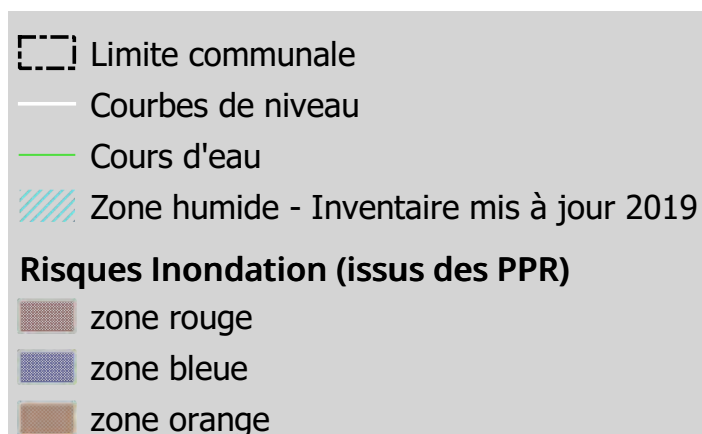 Limite communale
Courbes de niveau
Cours d'eau
Zone humide - Inventaire mis à jour 2019
Risques Inondation (issus des PPR)
zone rouge
zone bleue
zone orange